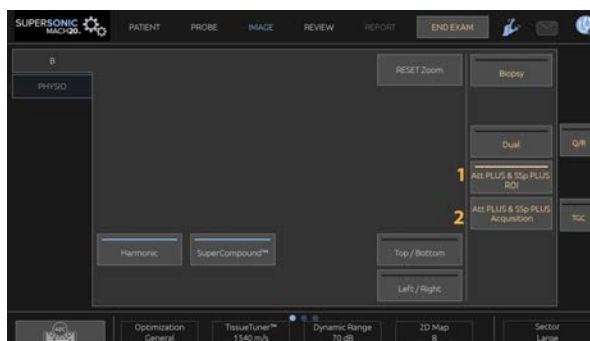 SUPERSONIC
MACH20™
PATIENT
PROBE
IMAGE
REVIEW
REPORT
END EXAM
B
PHYSIO
RESET Zoom
Biopsy
Dual
Q/R
1
Att PLUS & SSp PLUS
ROI
2
Att PLUS & SSp PLUS
Acquisition
TGC
Harmonic
SuperCompound™
Top / Bottom
Left / Right
ABC
Optimization
General
TissueTuner™
1540 m/s
Dynamic Range
70 dB
2D Map
B
Sector
Large